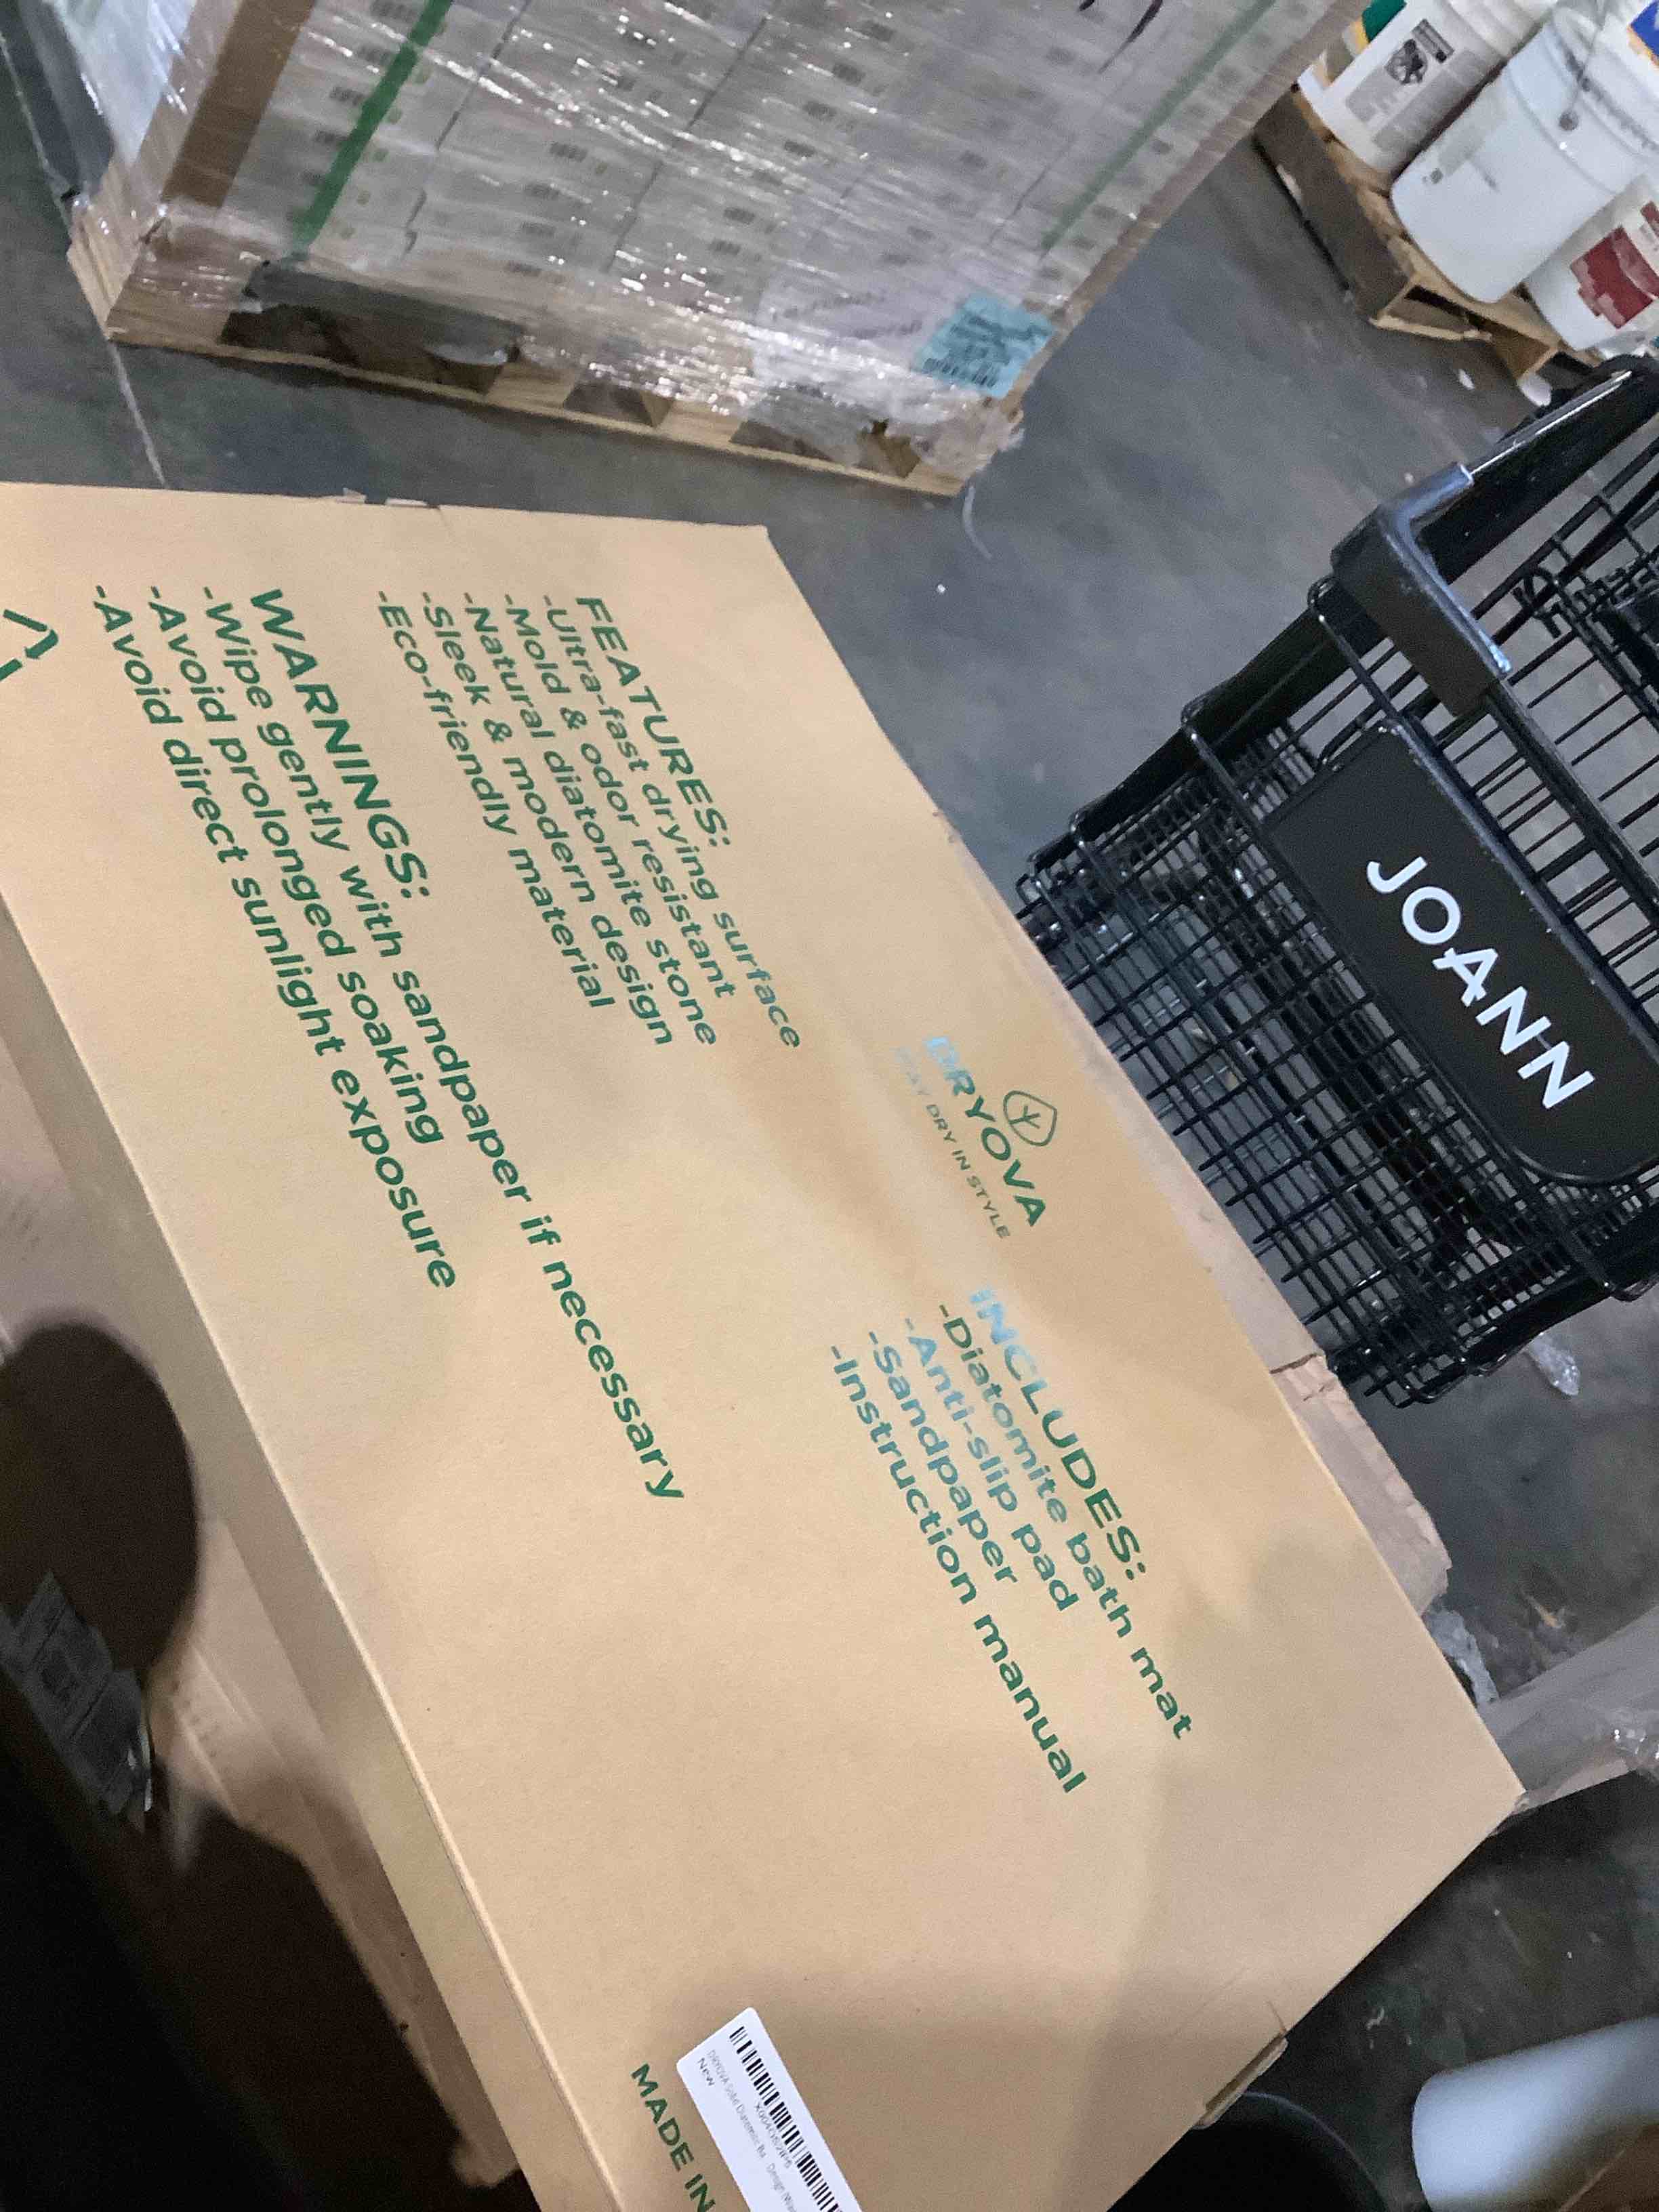 JOANN
DRYOVA
STAY DRY IN STYLE
FEATURES:
-Ultra-fast drying surface
-Mold & odor resistant
-Natural diatomite stone
-Sleek & modern design
-Eco-friendly material
WARNINGS:
-Wipe gently with sandpaper if necessary
-Avoid prolonged soaking
-Avoid direct sunlight exposure
INCLUDES:
-Diatomite bath mat
-Anti-slip pad
-Sandpaper
-Instruction manual
New
MADE IN